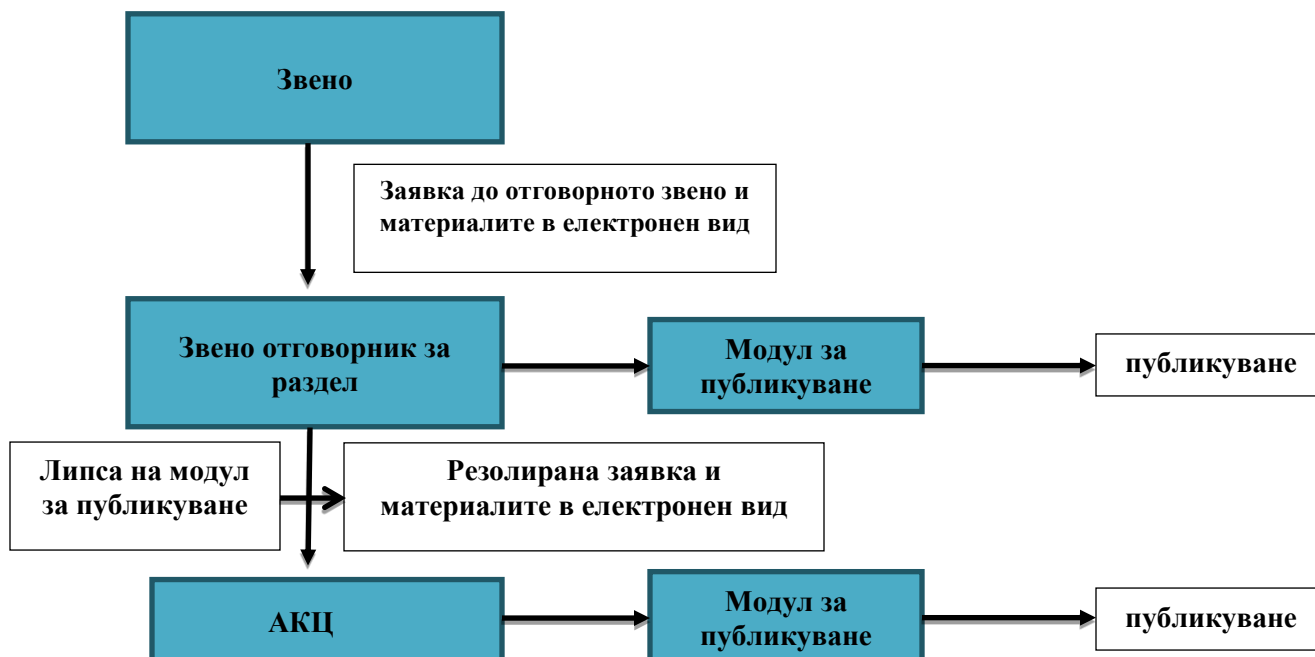 Звено
Заявка до отговорното звено и
материалите в електронен вид
Звено отговорник за
раздел
Модул за
публикуване
публикуване
Липса на модул
за публикуване
Резолирана заявка и
материалите в електронен вид
АКЦ
Модул за
публикуване
публикуване